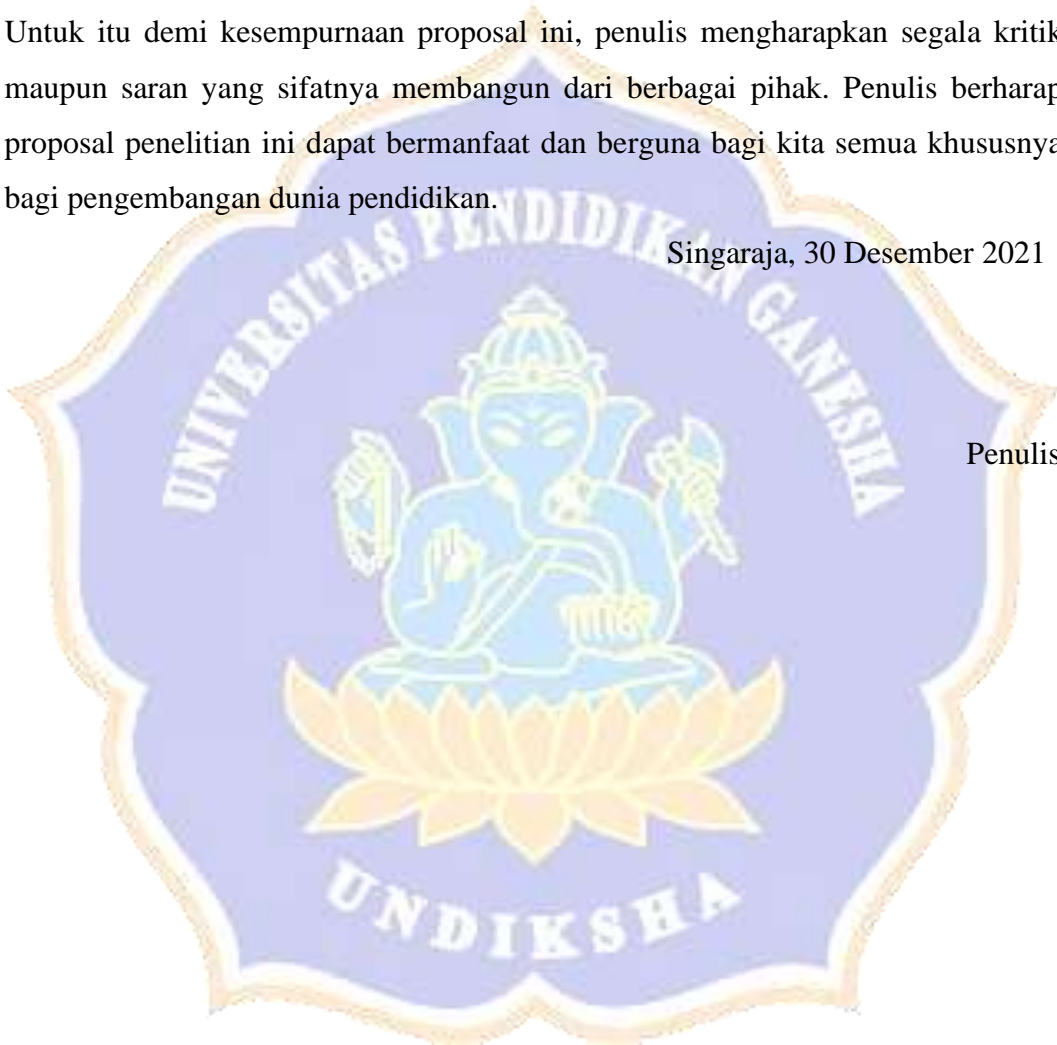 Untuk itu demi kesempurnaan proposal ini, penulis mengharapkan segala kritik
maupun saran yang sifatnya membangun dari berbagai pihak. Penulis berharap
proposal penelitian ini dapat bermanfaat dan berguna bagi kita semua khususnya
bagi pengembangan dunia pendidikan.
Singaraja, 30 Desember 2021
Penulis
UNIVERSITAS PENDIDIKAN GANESHA
UNDIKSHA